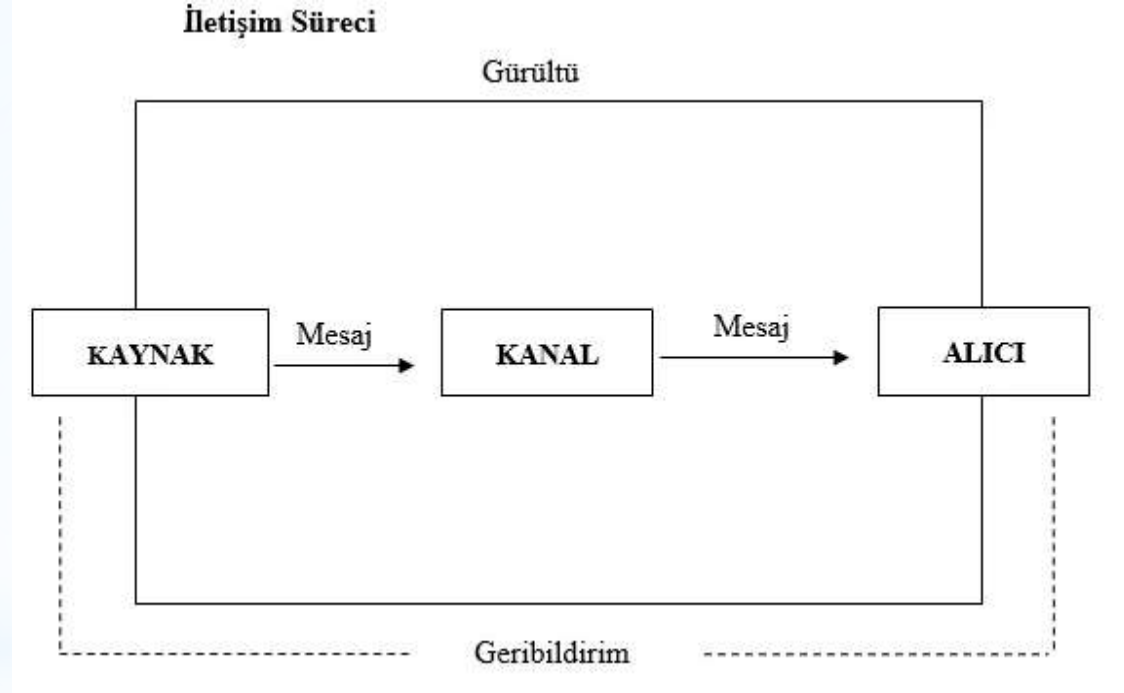 İletişim Süreci
Gürültü
KAYNAK
Mesaj
KANAL
Mesaj
ALICI
Geribildirim